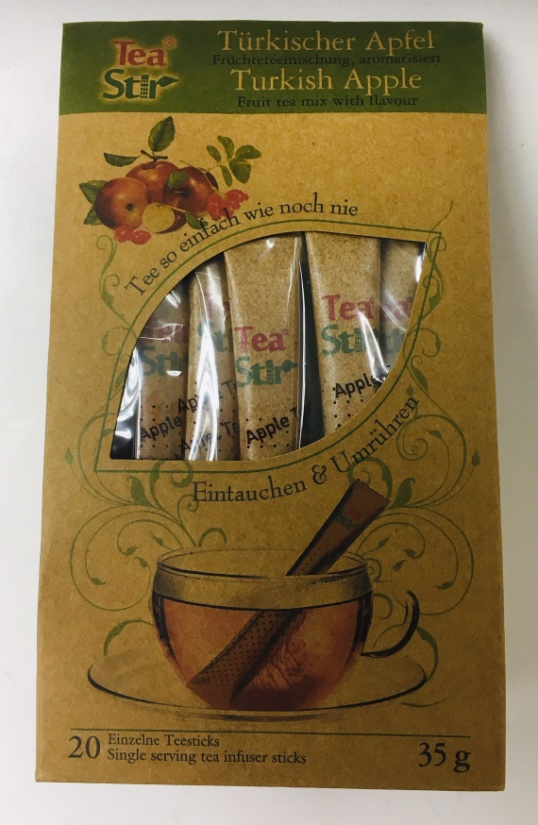 Tea®
Stir
Türkischer Apfel
Früchteteemischung, aromatisiert
Turkish Apple
Fruit tea mix with flavour
Tee so einfach wie noch nie
Tea
Stir
Apple
Tea
Stir
Apple T
Tea
Stir
Apple
Eintauchen & Umrühren
20 Einzelne Teesticks
Single serving tea infuser sticks
35 g